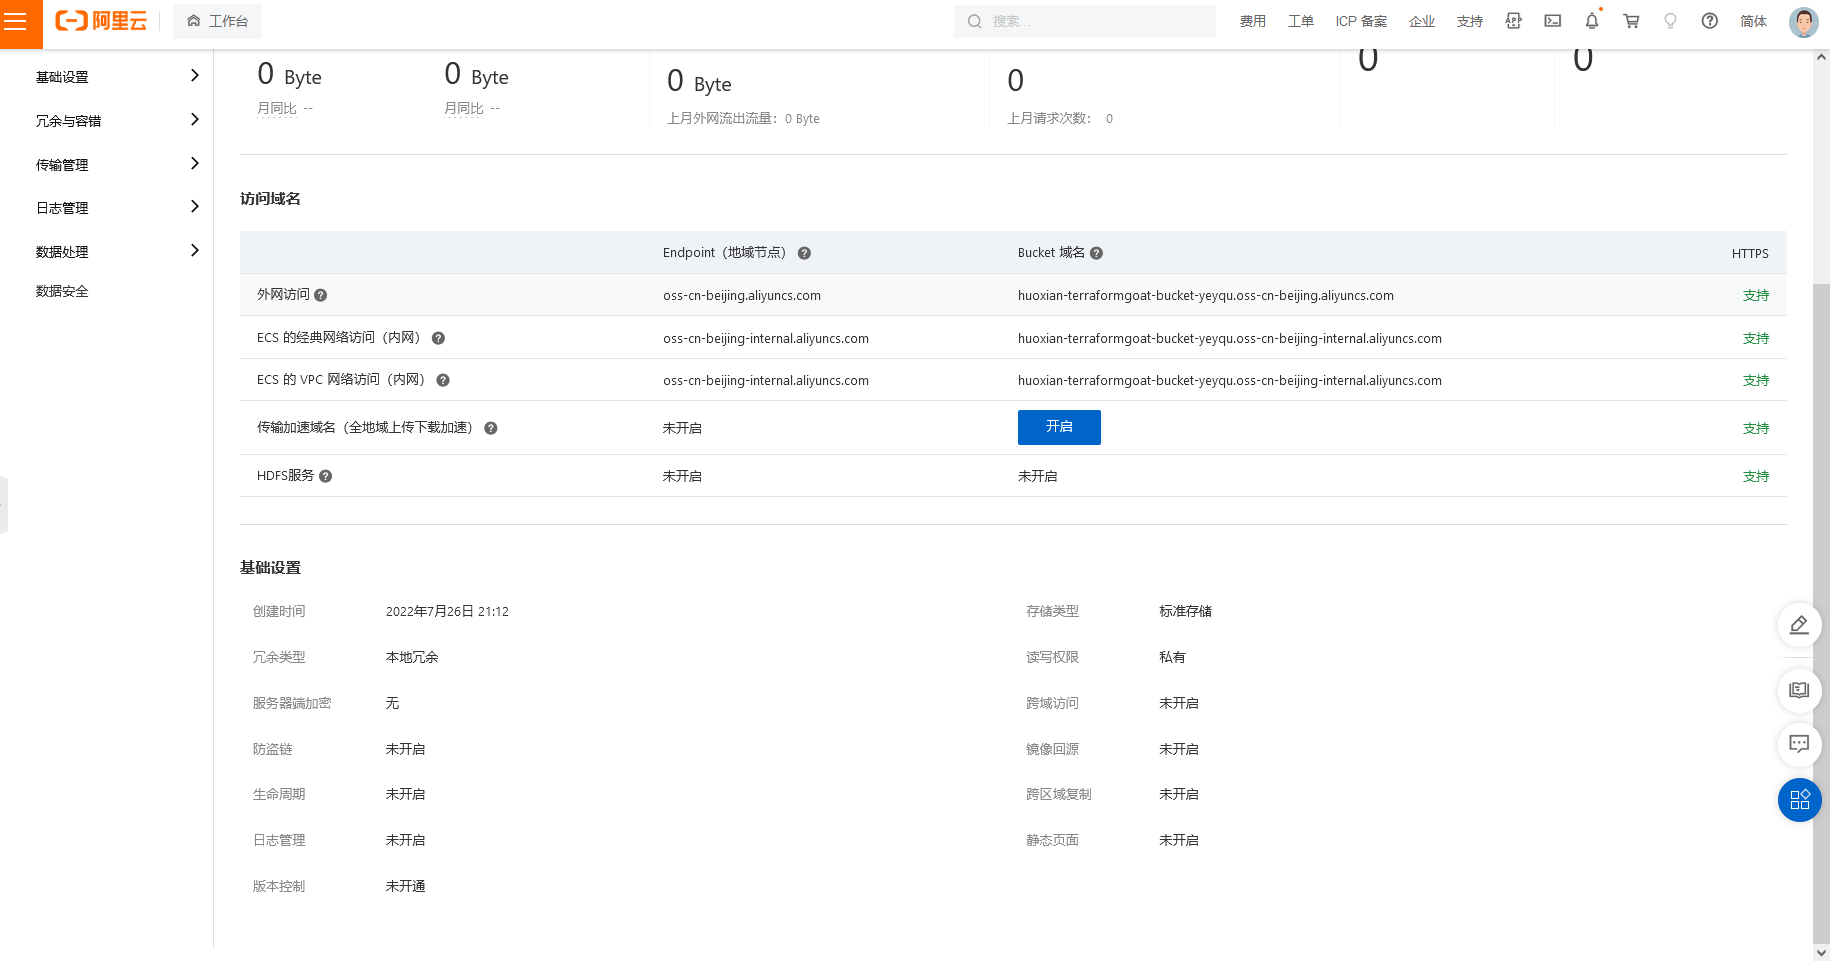 阿里云 工作台 搜索... 费用 工单 ICP 备案 企业 支持 APP 简体
基础设置
冗余与容错
传输管理
日志管理
数据处理
数据安全
0 Byte 0 Byte 0 Byte 0 0 0
月同比 -- 月同比 -- 上月外网流出流量：0 Byte 上月请求次数： 0
访问域名
Endpoint（地域节点） Bucket 域名 HTTPS
外网访问 oss-cn-beijing.aliyuncs.com huoxian-terraformgoat-bucket-yeyqu.oss-cn-beijing.aliyuncs.com 支持
ECS 的经典网络访问（内网） oss-cn-beijing-internal.aliyuncs.com huoxian-terraformgoat-bucket-yeyqu.oss-cn-beijing-internal.aliyuncs.com 支持
ECS 的 VPC 网络访问（内网） oss-cn-beijing-internal.aliyuncs.com huoxian-terraformgoat-bucket-yeyqu.oss-cn-beijing-internal.aliyuncs.com 支持
传输加速域名（全地域上传下载加速） 未开启 开启 支持
HDFS服务 未开启 未开启 支持
基础设置
创建时间 2022年7月26日 21:12 存储类型 标准存储
冗余类型 本地冗余 读写权限 私有
服务器端加密 无 跨域访问 未开启
防盗链 未开启 镜像回源 未开启
生命周期 未开启 跨区域复制 未开启
日志管理 未开启 静态页面 未开启
版本控制 未开通